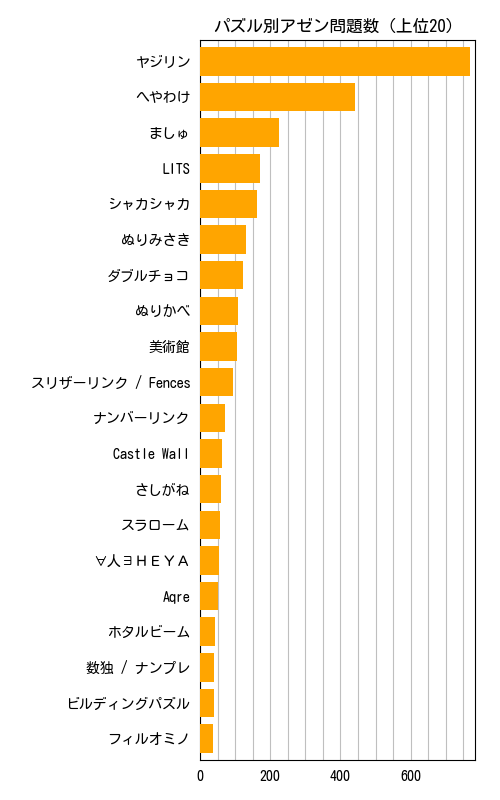 パズル別アゼン問題数 (上位20)
ヤジリン
へやわけ
ましゅ
LITS
シャカシャカ
ぬりみさき
ダブルチョコ
ぬりかべ
美術館
スリザーリンク / Fences
ナンバーリンク
Castle Wall
さしがね
スラローム
∀人ヨＨＥＹＡ
Aqre
ホタルビーム
数独 / ナンプレ
ビルディングパズル
フィルオミノ
0 200 400 600